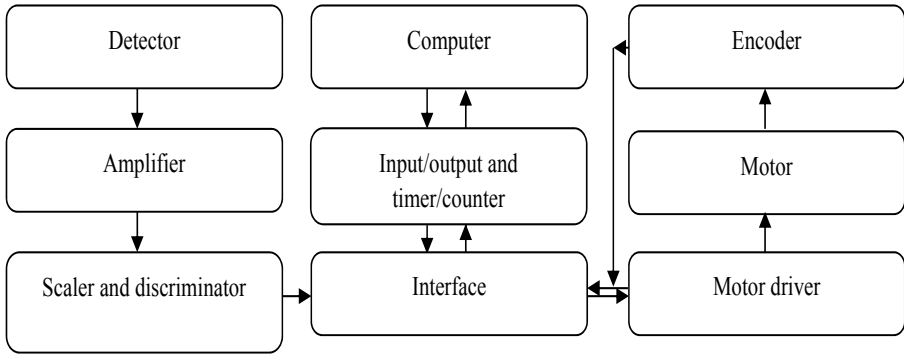 Detector
Computer
Encoder
Amplifier
Input/output and
timer/counter
Motor
Scaler and discriminator
Interface
Motor driver